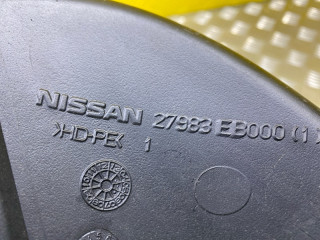 NISSAN 27983 EB000 (1
>HD-PE< 1